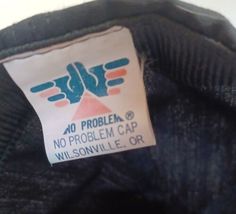 NO PROBLEM®
NO PROBLEM CAP
WILSONVILLE, OR